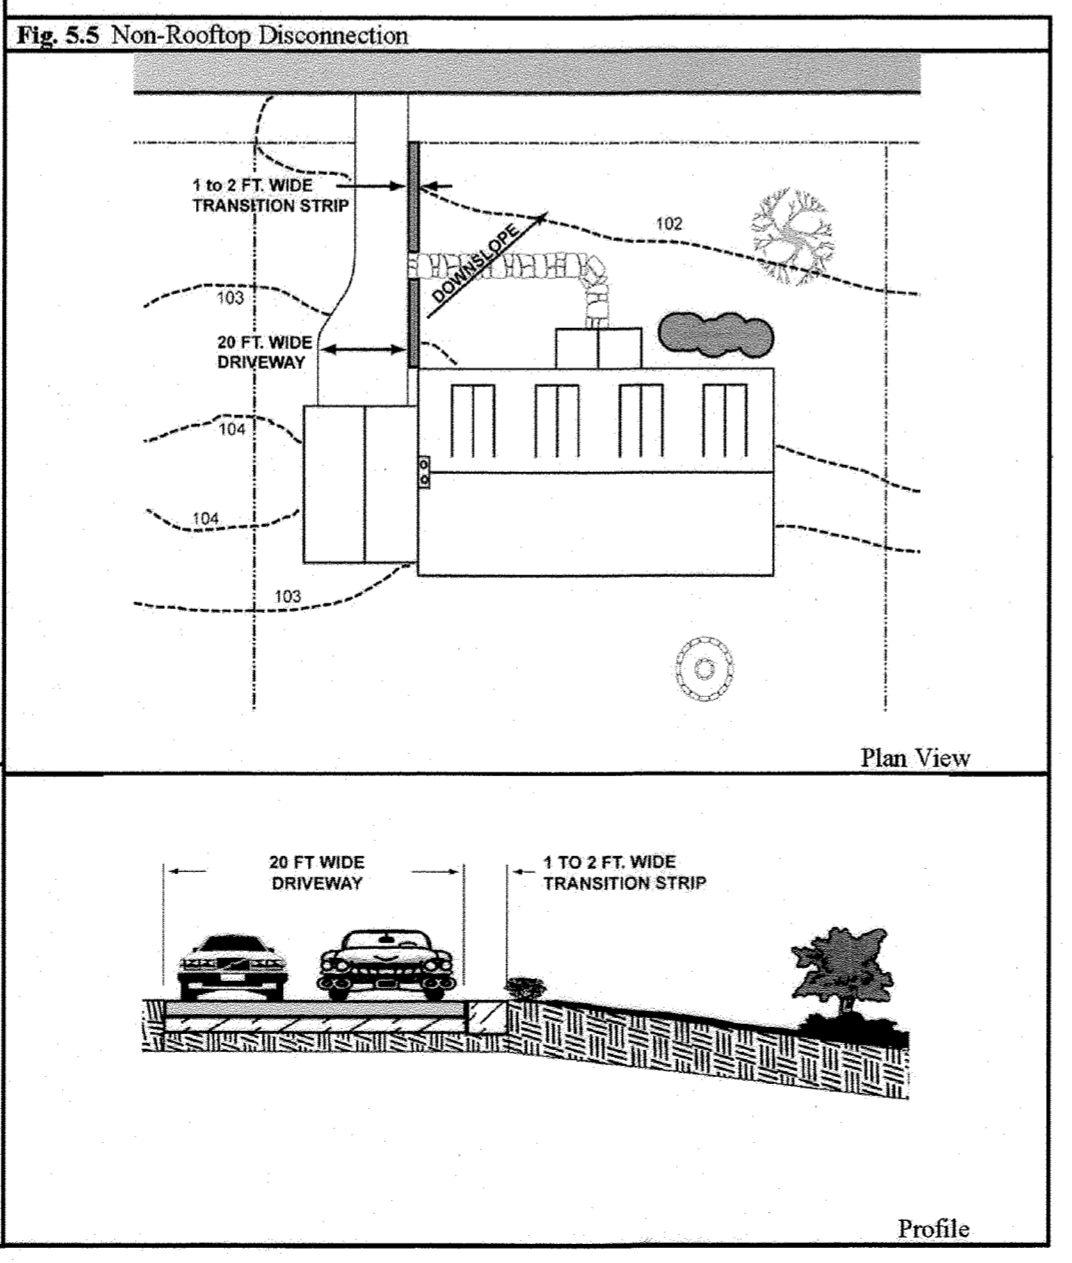 Fig. 5.5 Non-Rooftop Disconnection
1 to 2 FT. WIDE
TRANSITION STRIP
102
DOWNSLOPE
103
20 FT. WIDE
DRIVEWAY
104
104
103
Plan View
20 FT WIDE
DRIVEWAY
1 TO 2 FT. WIDE
TRANSITION STRIP
Profile